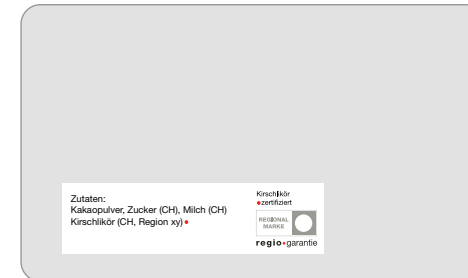 Zutaten:
Kakaopulver, Zucker (CH), Milch (CH)
Kirschlikör (CH, Region xy)•
Kirschlikör
•zertifiziert
REGIONAL
MARKE
regio•garantie